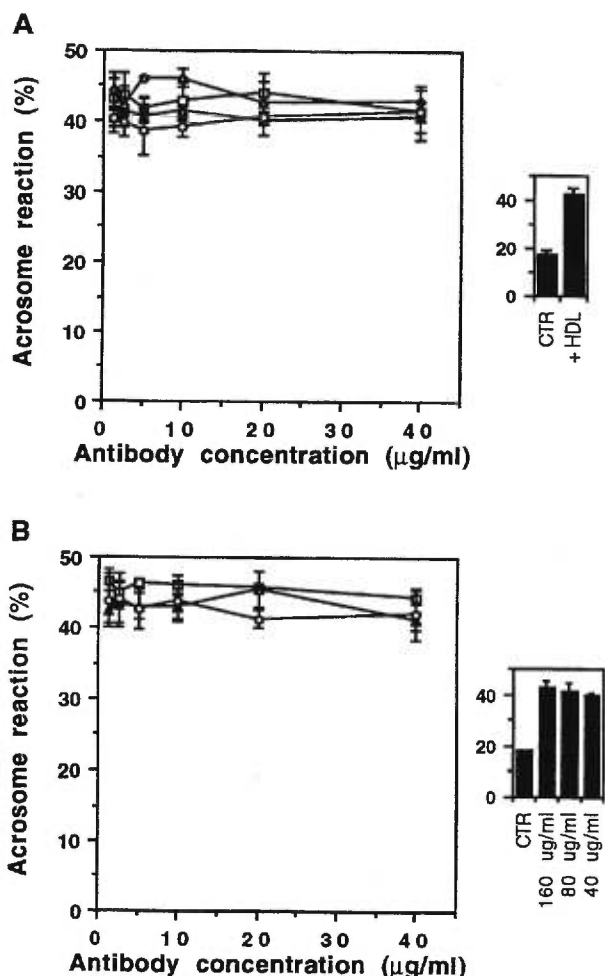 A
50
40
30
20
10
0
Acrosome reaction (%)
0 10 20 30 40
Antibody concentration (μg/ml)
40
20
0
CTR
+ HDL
B
50
40
30
20
10
0
Acrosome reaction (%)
0 10 20 30 40
Antibody concentration (μg/ml)
40
20
0
CTR
160 ug/ml
80 ug/ml
40 ug/ml